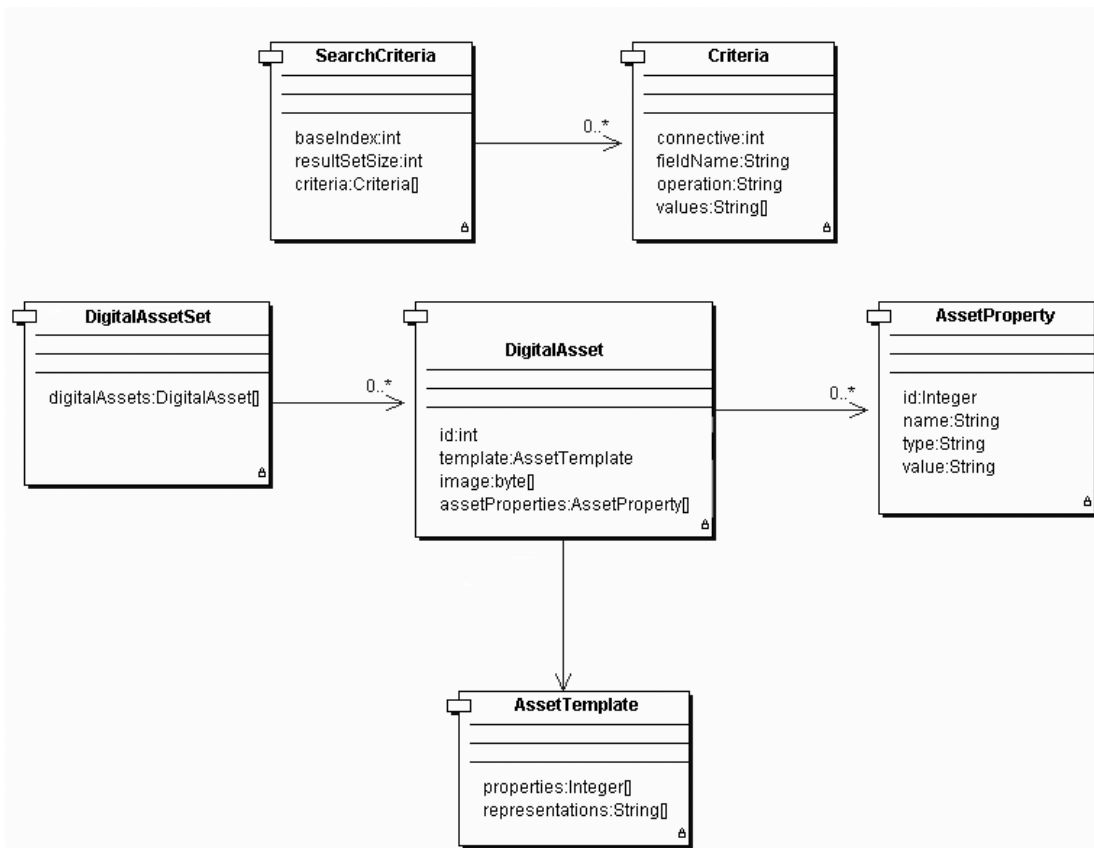 SearchCriteria
baseIndex:int
resultSetSize:int
criteria:Criteria[]
0..*
Criteria
connective:int
fieldName:String
operation:String
values:String[]
DigitalAssetSet
digitalAssets:DigitalAsset[]
0..*
DigitalAsset
id:int
template:AssetTemplate
image:byte[]
assetProperties:AssetProperty[]
0..*
AssetProperty
id:Integer
name:String
type:String
value:String
AssetTemplate
properties:Integer[]
representations:String[]